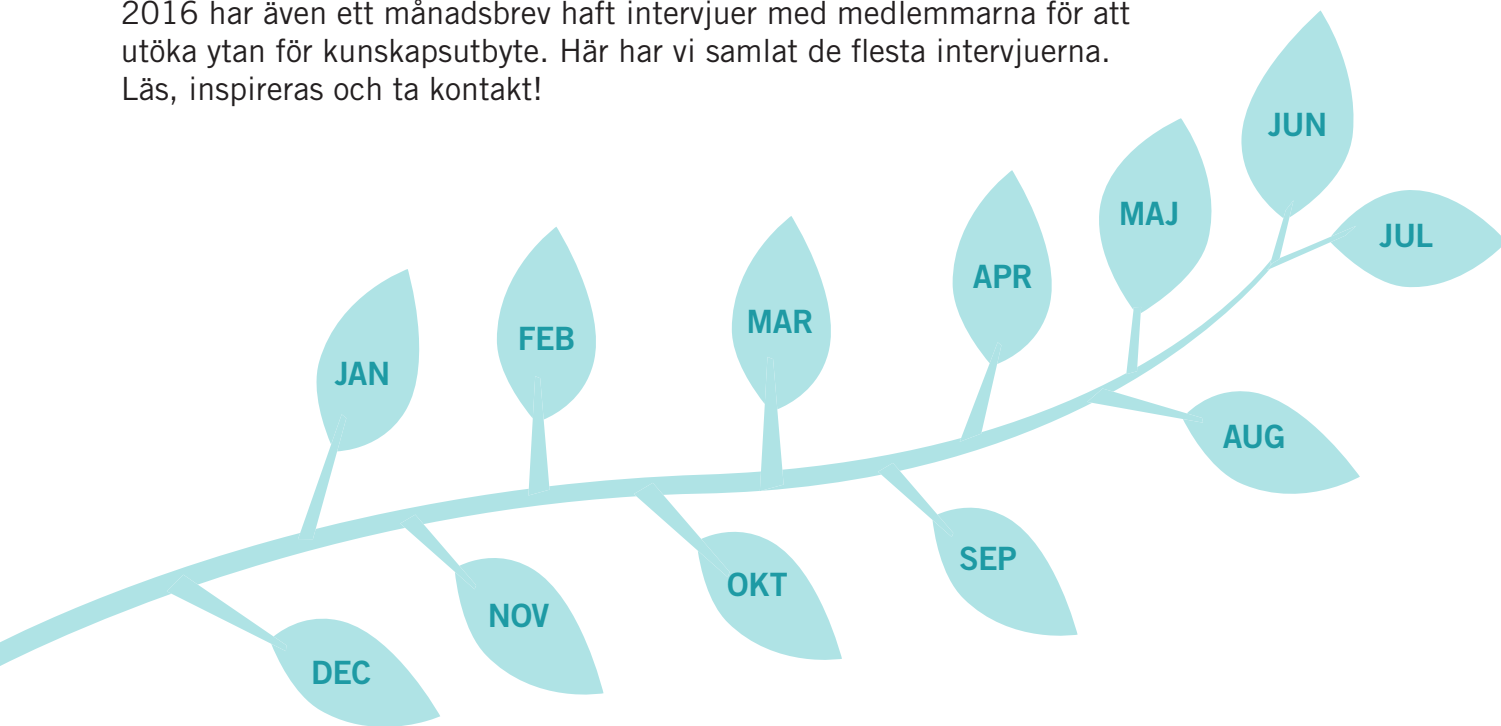 2016 har även ett månadsbrev haft intervjuer med medlemmarna för att
utöka ytan för kunskapsutbyte. Här har vi samlat de flesta intervjuerna.
Läs, inspireras och ta kontakt!
JAN
FEB
MAR
APR
MAJ
JUN
JUL
AUG
SEP
OKT
NOV
DEC